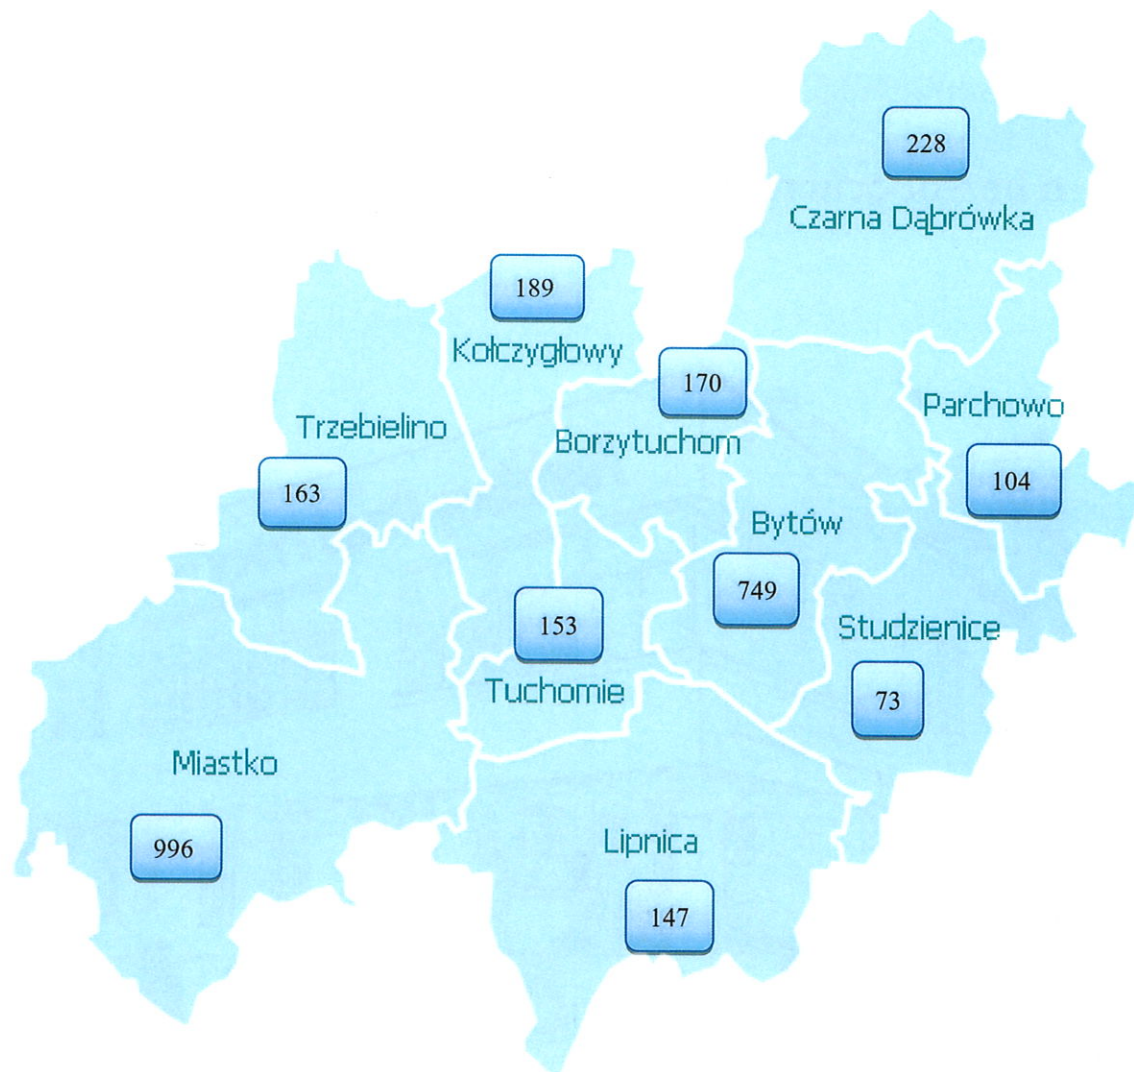 228
Czarna Dąbrówka
189
Kołczygłowy
170
Borzytuchom
Parchowo
104
Trzebielino
163
Bytów
749
153
Tuchomie
Studzienice
73
Miastko
996
Lipnica
147